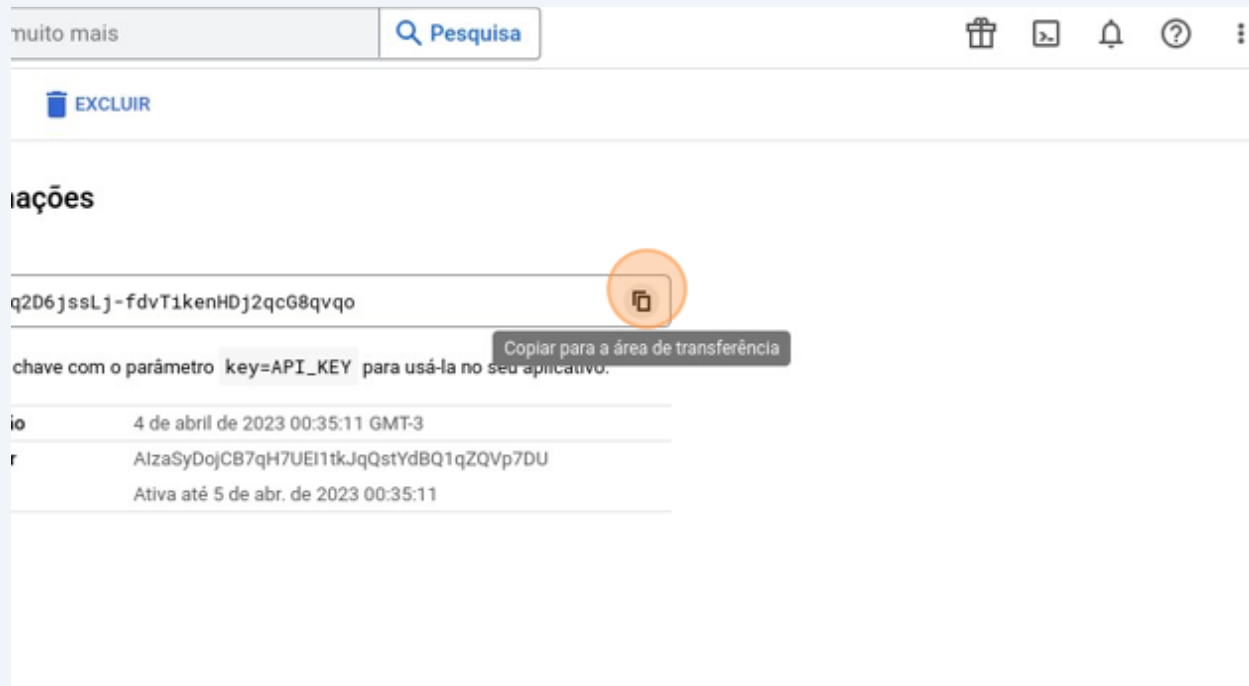 muito mais
Pesquisa
EXCLUIR
ações
q2D6jssLj-fdvTikenHDj2qcG8qvqo
Copiar para a área de transferência
chave com o parâmetro key=API_KEY para usá-la no seu aplicativo.
io 4 de abril de 2023 00:35:11 GMT-3
r AIzaSyDojCB7qH7UEI1tkJqQstYdBQ1qZQVp7DU
Ativa até 5 de abr. de 2023 00:35:11